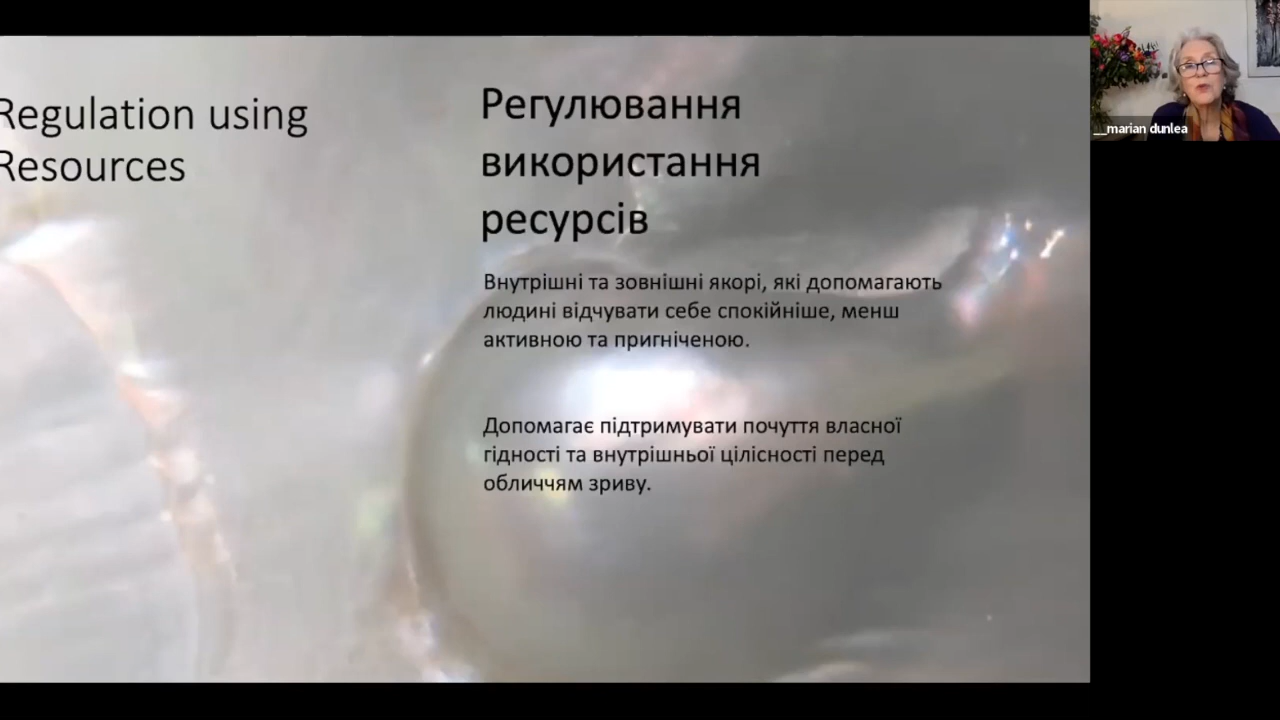 Regulation using
Resources
Регулювання
використання
ресурсів
Внутрішні та зовнішні якорі, які допомагають
людині відчувати себе спокійніше, менш
активною та пригніченою.
Допомагає підтримувати почуття власної
гідності та внутрішньої цілісності перед
обличчям зриву.
__marian dunlea